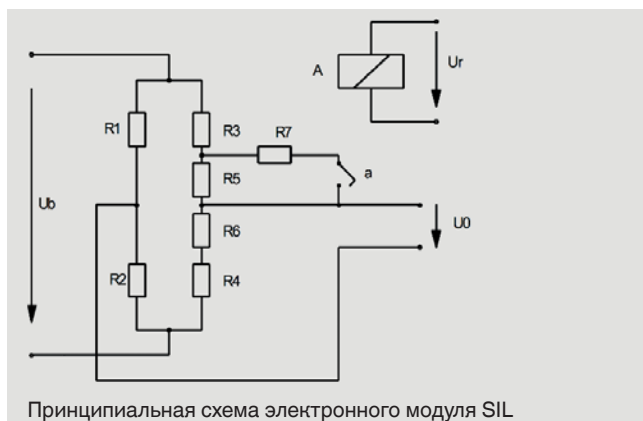 A
Ur
R1
R3
R7
a
R5
Ub
U0
R6
R2
R4
Принципиальная схема электронного модуля SIL